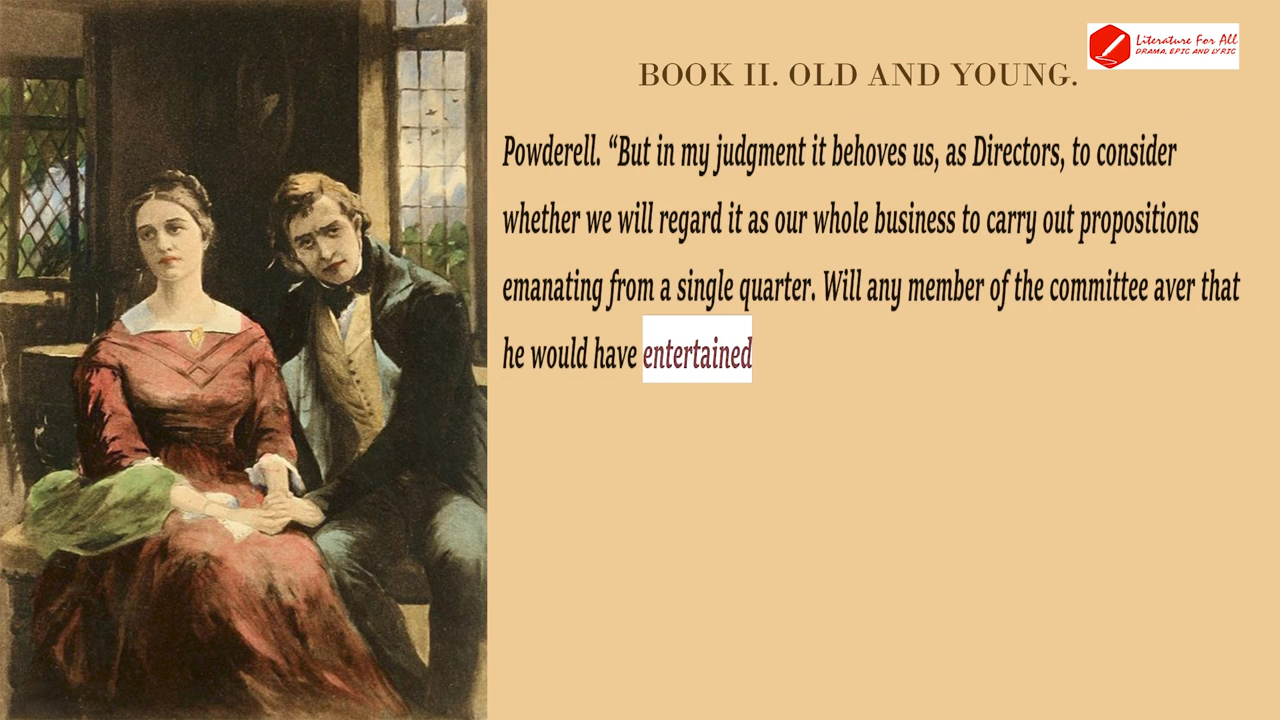 Literature For All
DRAMA, EPIC AND LYRIC
BOOK II. OLD AND YOUNG.
Powderell. “But in my judgment it behoves us, as Directors, to consider
whether we will regard it as our whole business to carry out propositions
emanating from a single quarter. Will any member of the committee aver that
he would have entertained